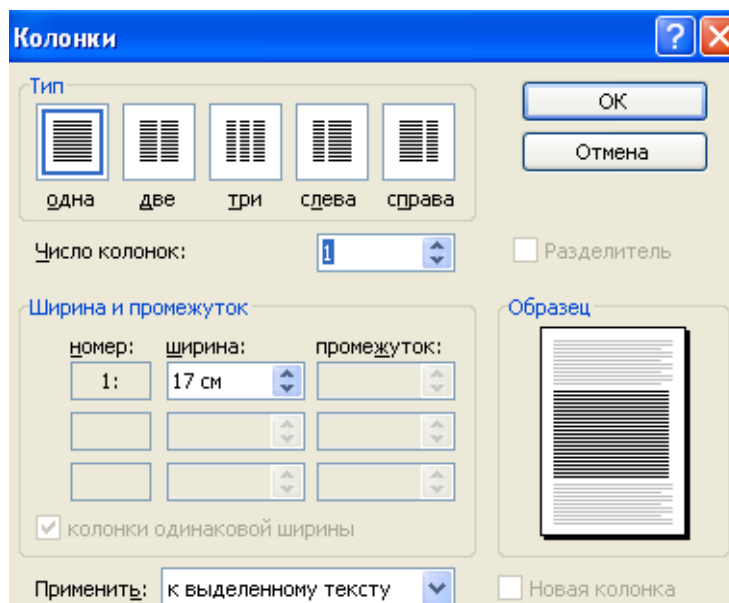 Колонки
Тип
ОК
Отмена
одна две три слева справа
Число колонок: 1
Разделитель
Ширина и промежуток
Образец
номер: ширина: промежуток:
1: 17 см
колонки одинаковой ширины
Применить: к выделенному тексту
Новая колонка